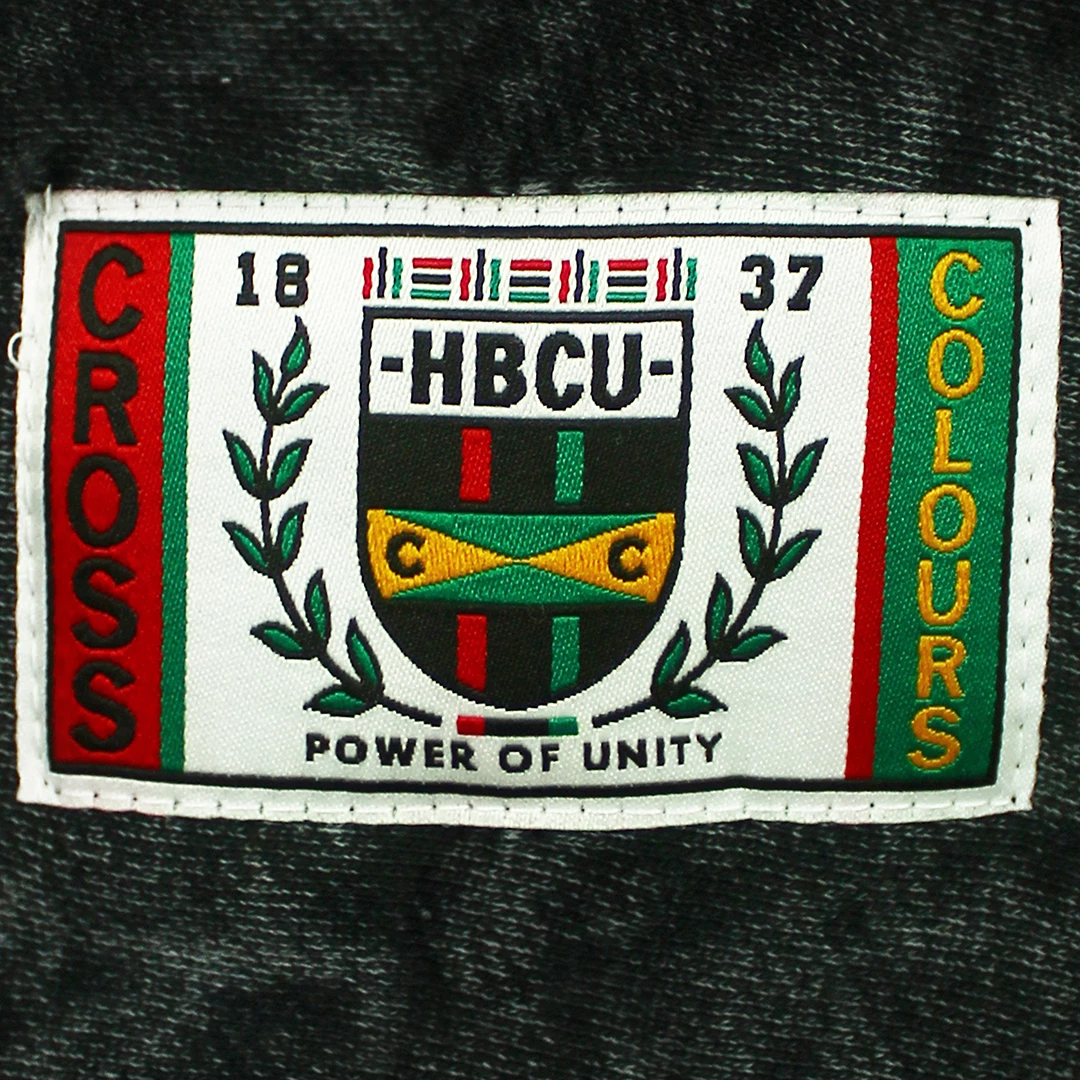 CROSS
18 37
-HBCU-
C C
POWER OF UNITY
COLOURS